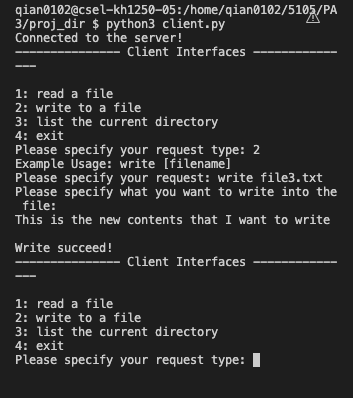 qian0102@csel-kh1250-05:/home/qian0102/5105/PA
3/proj_dir $ python3 client.py
Connected to the server!
--------------- Client Interfaces ------------
---

1: read a file
2: write to a file
3: list the current directory
4: exit
Please specify your request type: 2
Example Usage: write [filename]
Please specify your request: write file3.txt
Please specify what you want to write into the
 file:
This is the new contents that I want to write

Write succeed!
--------------- Client Interfaces ------------
---

1: read a file
2: write to a file
3: list the current directory
4: exit
Please specify your request type: